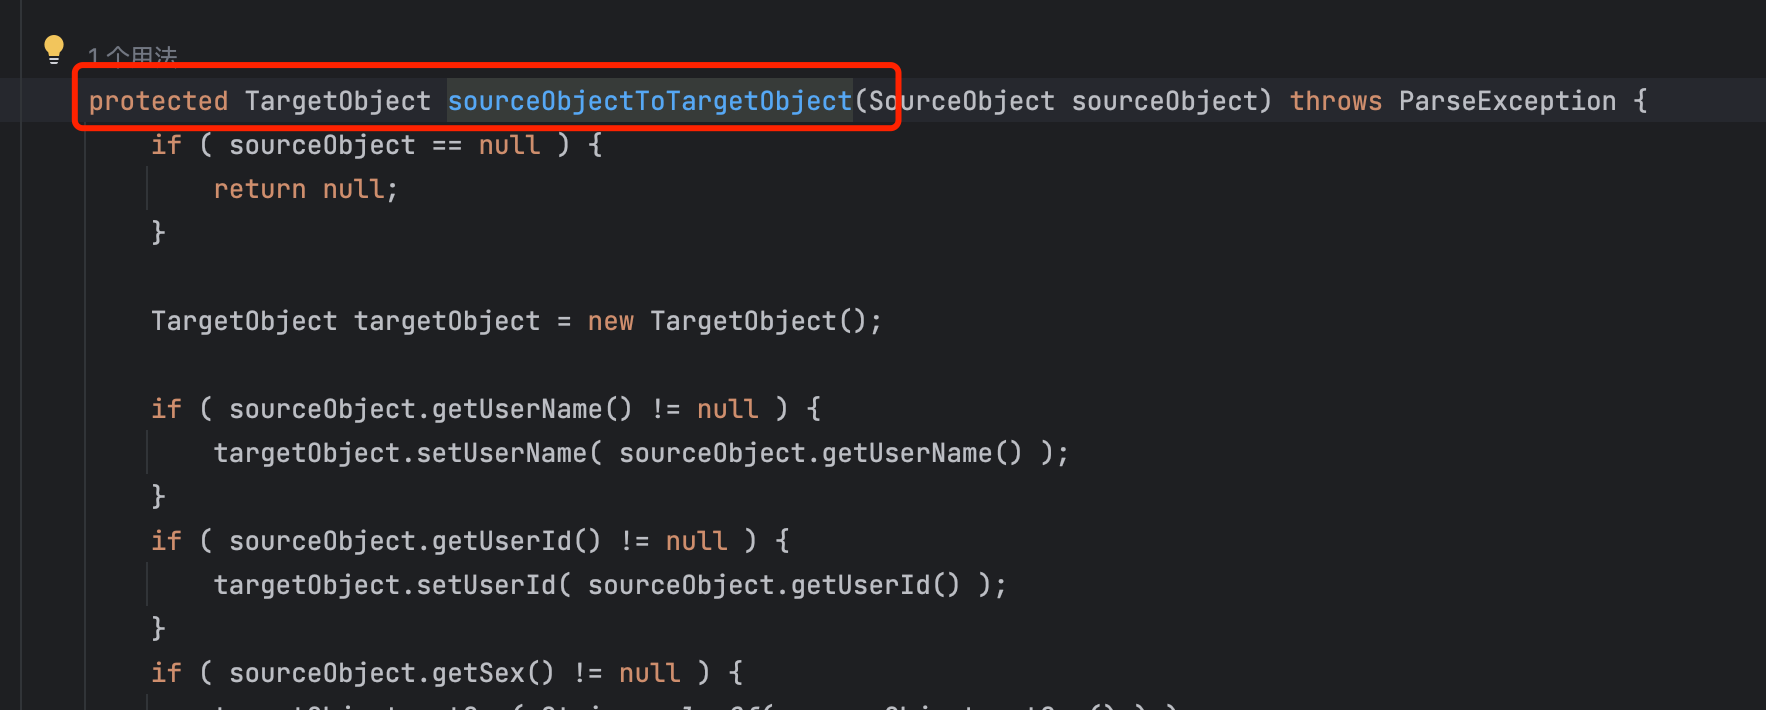 1 个用法
protected TargetObject sourceObjectToTargetObject(SourceObject sourceObject) throws ParseException {
if ( sourceObject == null ) {
return null;
}
TargetObject targetObject = new TargetObject();
if ( sourceObject.getUserName() != null ) {
targetObject.setUserName( sourceObject.getUserName() );
}
if ( sourceObject.getUserId() != null ) {
targetObject.setUserId( sourceObject.getUserId() );
}
if ( sourceObject.getSex() != null ) {